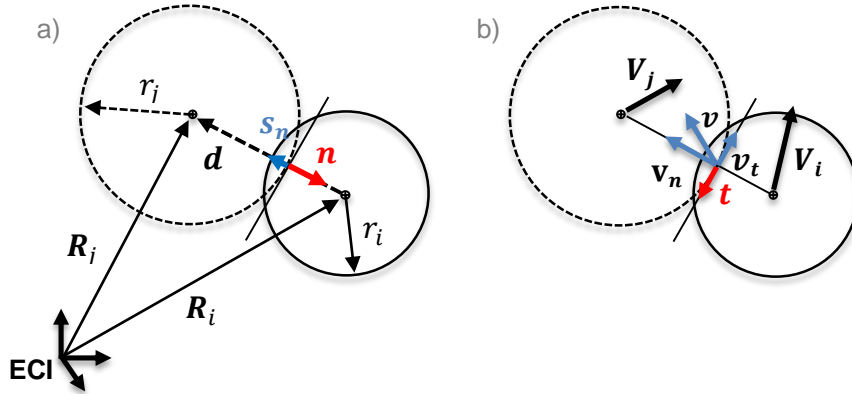 a)
r_j
s_n
n
d
r_i
R_j
R_i
ECI
b)
V_j
v
v_n
v_t
V_i
t